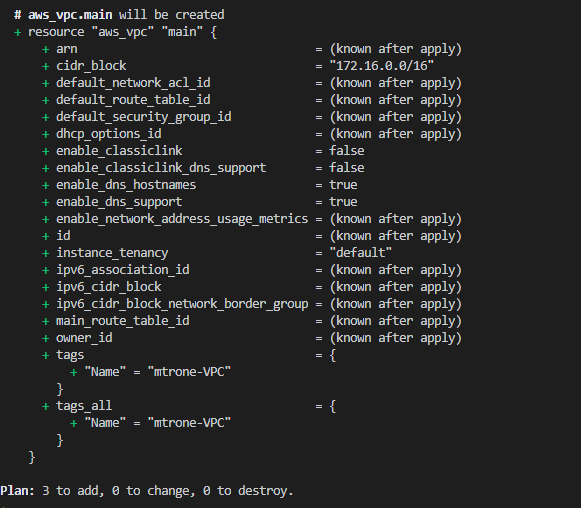 # aws_vpc.main will be created
+ resource "aws_vpc" "main" {
+ arn = (known after apply)
+ cidr_block = "172.16.0.0/16"
+ default_network_acl_id = (known after apply)
+ default_route_table_id = (known after apply)
+ default_security_group_id = (known after apply)
+ dhcp_options_id = (known after apply)
+ enable_classiclink = false
+ enable_classiclink_dns_support = false
+ enable_dns_hostnames = true
+ enable_dns_support = true
+ enable_network_address_usage_metrics = (known after apply)
+ id = (known after apply)
+ instance_tenancy = "default"
+ ipv6_association_id = (known after apply)
+ ipv6_cidr_block = (known after apply)
+ ipv6_cidr_block_network_border_group = (known after apply)
+ main_route_table_id = (known after apply)
+ owner_id = (known after apply)
+ tags = {
+ "Name" = "mtrone-VPC"
}
+ tags_all = {
+ "Name" = "mtrone-VPC"
}
}
Plan: 3 to add, 0 to change, 0 to destroy.